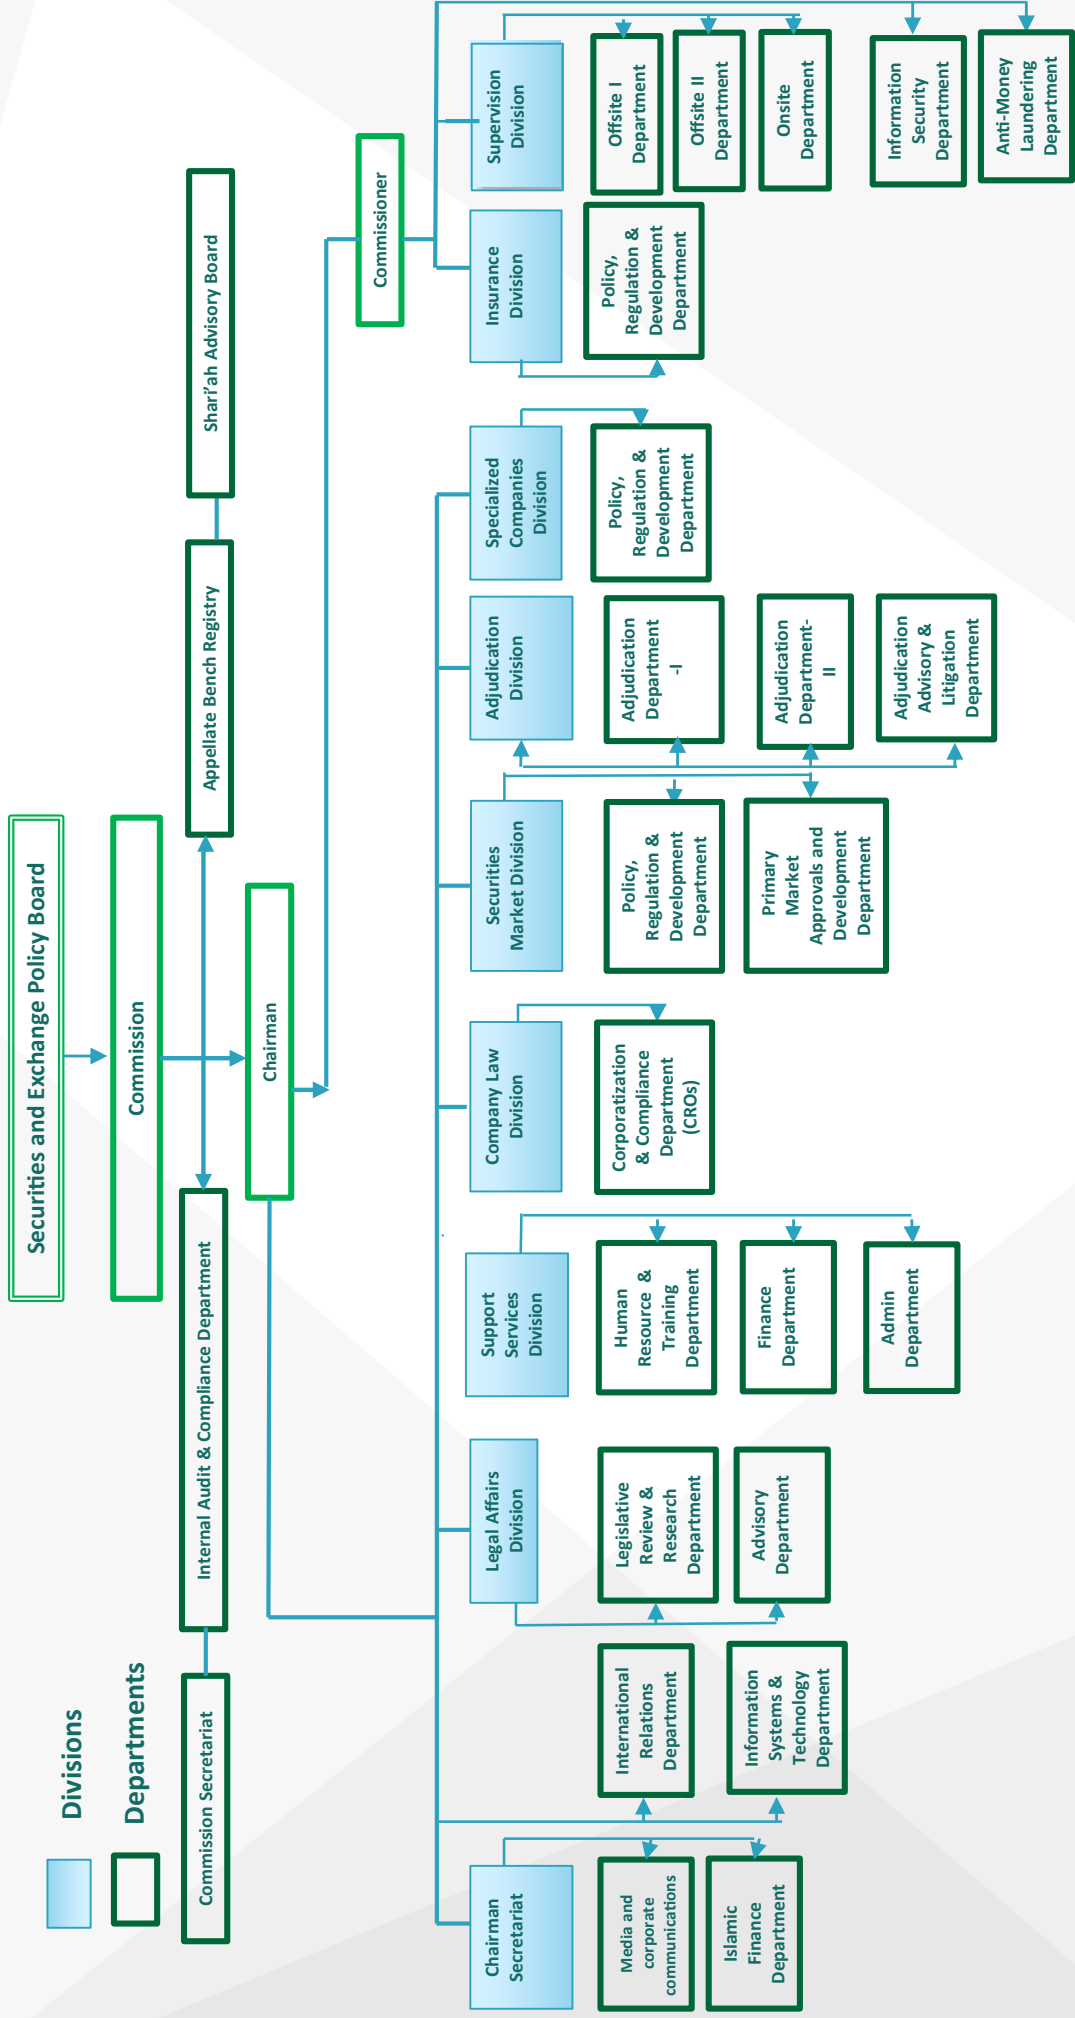 Securities and Exchange Policy Board
Commission
Divisions
Departments
Commission Secretariat
Internal Audit & Compliance Department
Appellate Bench Registry
Shari'ah Advisory Board
Chairman
Commissioner
Chairman
Secretariat
Media and
corporate
communications
Islamic
Finance
Department
International
Relations
Department
Information
Systems &
Technology
Department
Legal Affairs
Division
Legislative
Review &
Research
Department
Advisory
Department
Support
Services
Division
Human
Resource &
Training
Department
Finance
Department
Admin
Department
Company Law
Division
Corporatization
& Compliance
Department
(CROs)
Securities
Market Division
Policy,
Regulation &
Development
Department
Primary
Market
Approvals and
Development
Department
Adjudication
Division
Adjudication
Department
-I
Adjudication
Department-
II
Adjudication
Advisory &
Litigation
Department
Specialized
Companies
Division
Policy,
Regulation &
Development
Department
Insurance
Division
Policy,
Regulation &
Development
Department
Supervision
Division
Offsite I
Department
Offsite II
Department
Onsite
Department
Information
Security
Department
Anti-Money
Laundering
Department